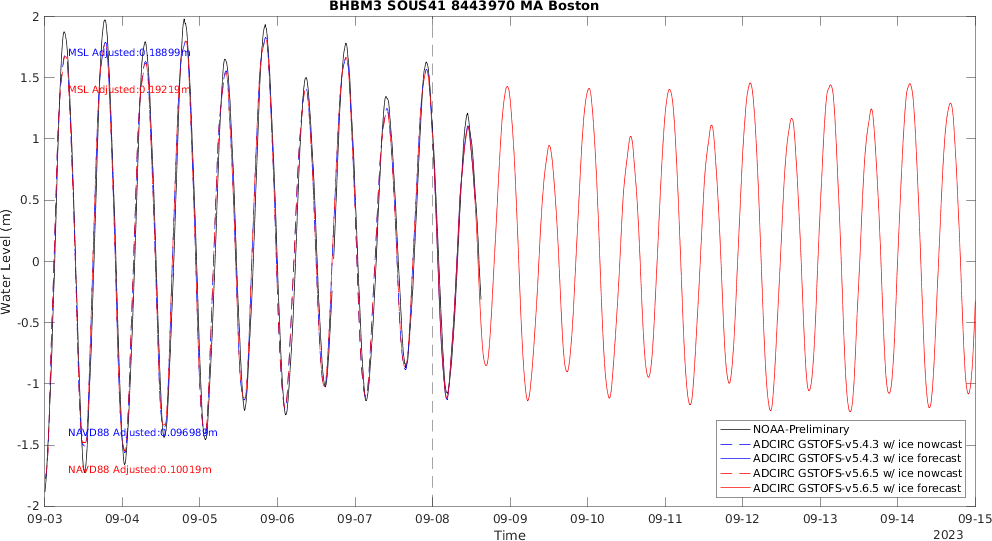 BHBM3 SOUS41 8443970 MA Boston
2
1.5
1
0.5
0
-0.5
-1
-1.5
-2
Water Level (m)
MSL Adjusted:0.18899m
MSL Adjusted:0.19219m
NAVD88 Adjusted:0.096989m
NAVD88 Adjusted:0.10019m
NOAA-Preliminary
ADCIRC GSTOFS-v5.4.3 w/ ice nowcast
ADCIRC GSTOFS-v5.4.3 w/ ice forecast
ADCIRC GSTOFS-v5.6.5 w/ ice nowcast
ADCIRC GSTOFS-v5.6.5 w/ ice forecast
09-03 09-04 09-05 09-06 09-07 09-08 09-09 09-10 09-11 09-12 09-13 09-14 09-15
Time
2023